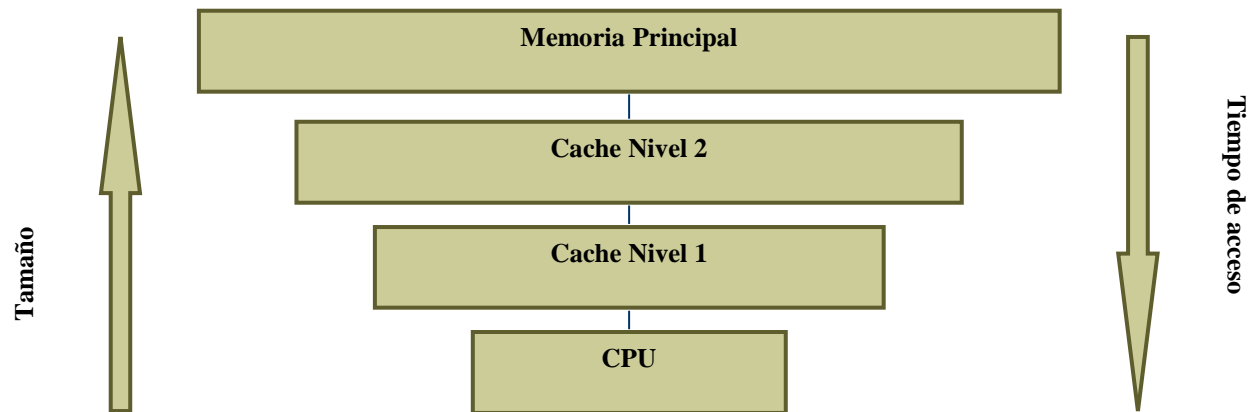 Memoria Principal
Cache Nivel 2
Cache Nivel 1
CPU
Tamaño
Tiempo de acceso